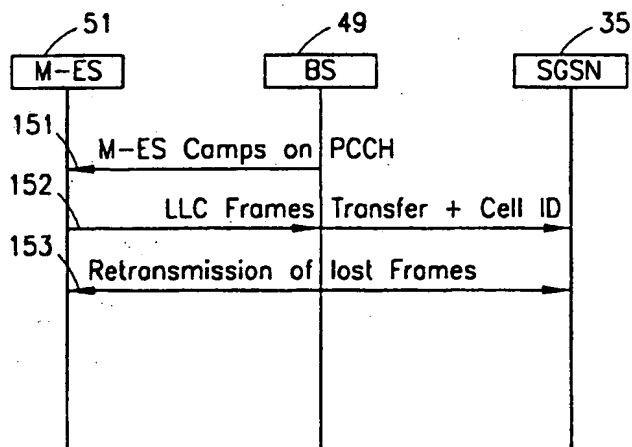 51 49 35
M-ES BS SGSN
151
M-ES Camps on PCCH
152
LLC Frames Transfer + Cell ID
153
Retransmission of lost Frames